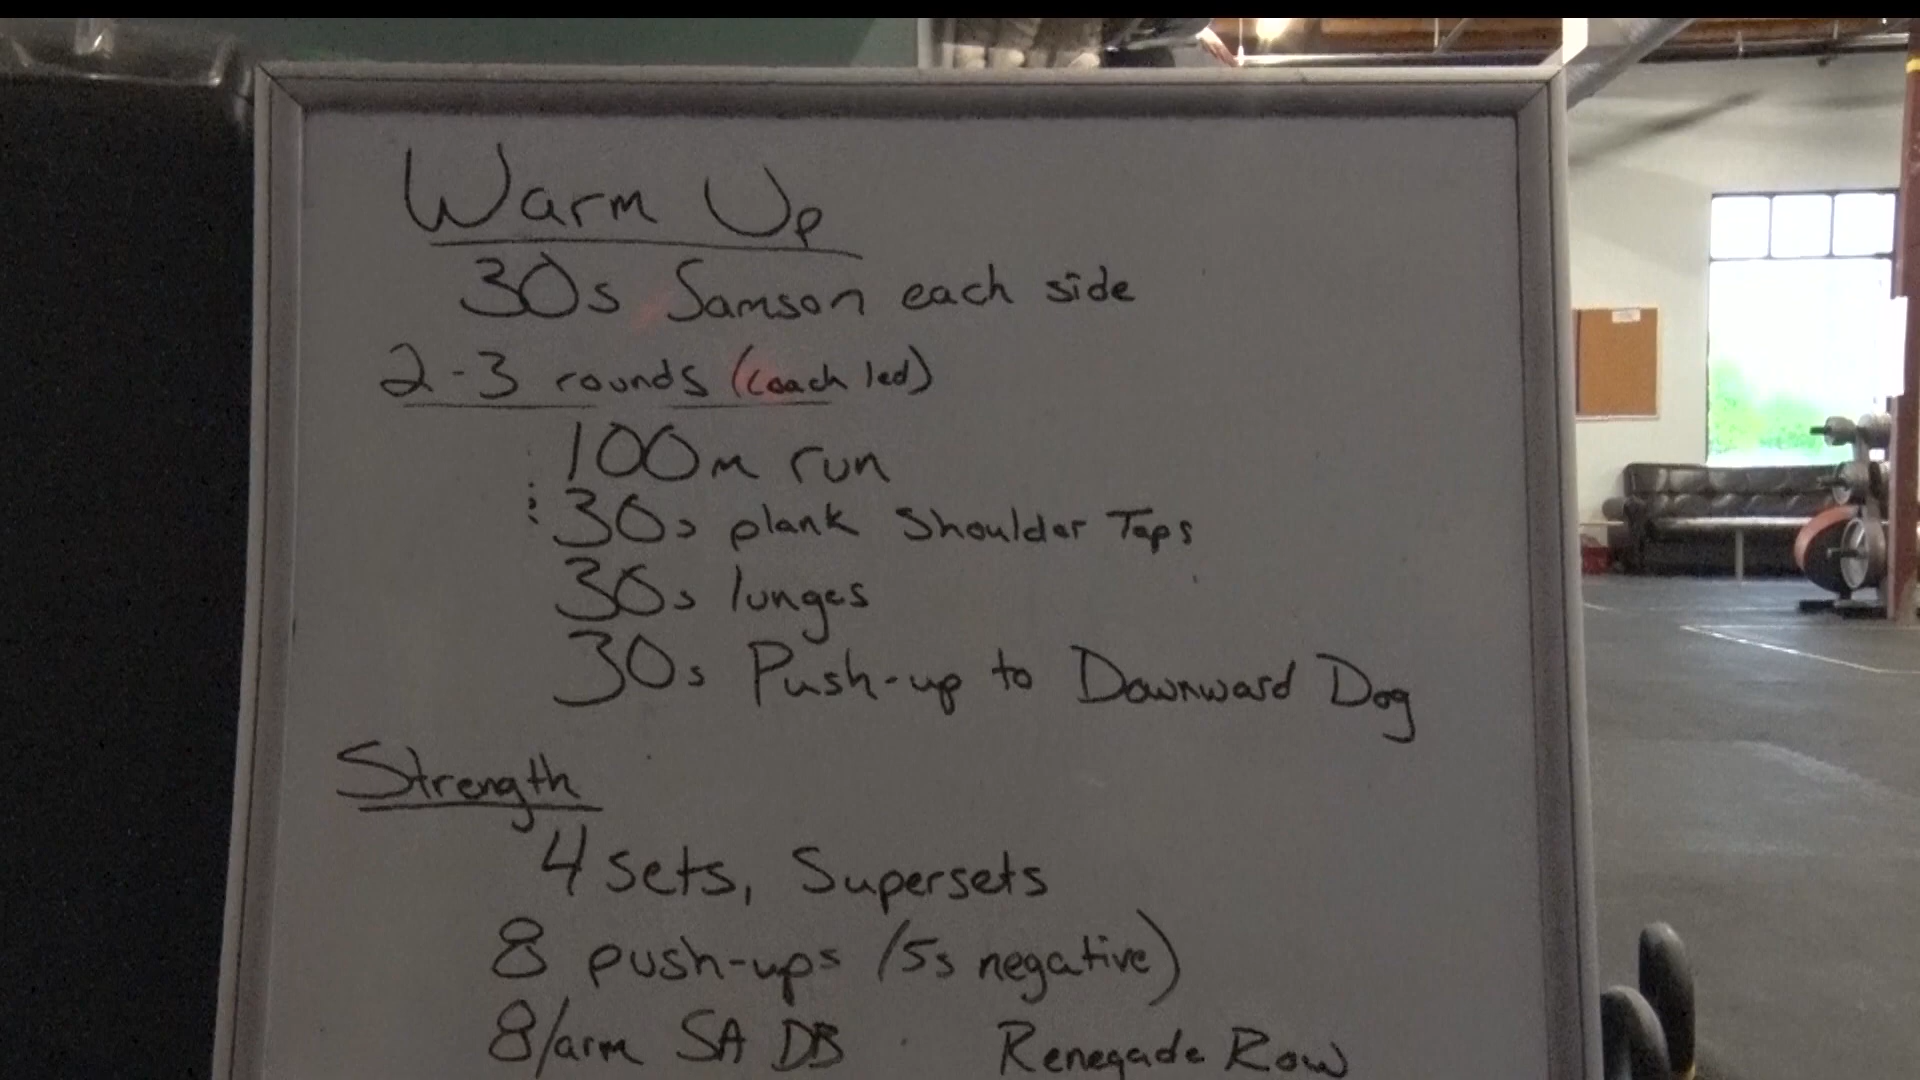 Warm Up
30s Samson each side
2-3 rounds (coach led)
100m run
30s plank Shoulder Taps
30s lunges
30s Push-up to Downward Dog
Strength
4 sets, Supersets
8 push-ups (5s negative)
8/arm SA DB Renegade Row